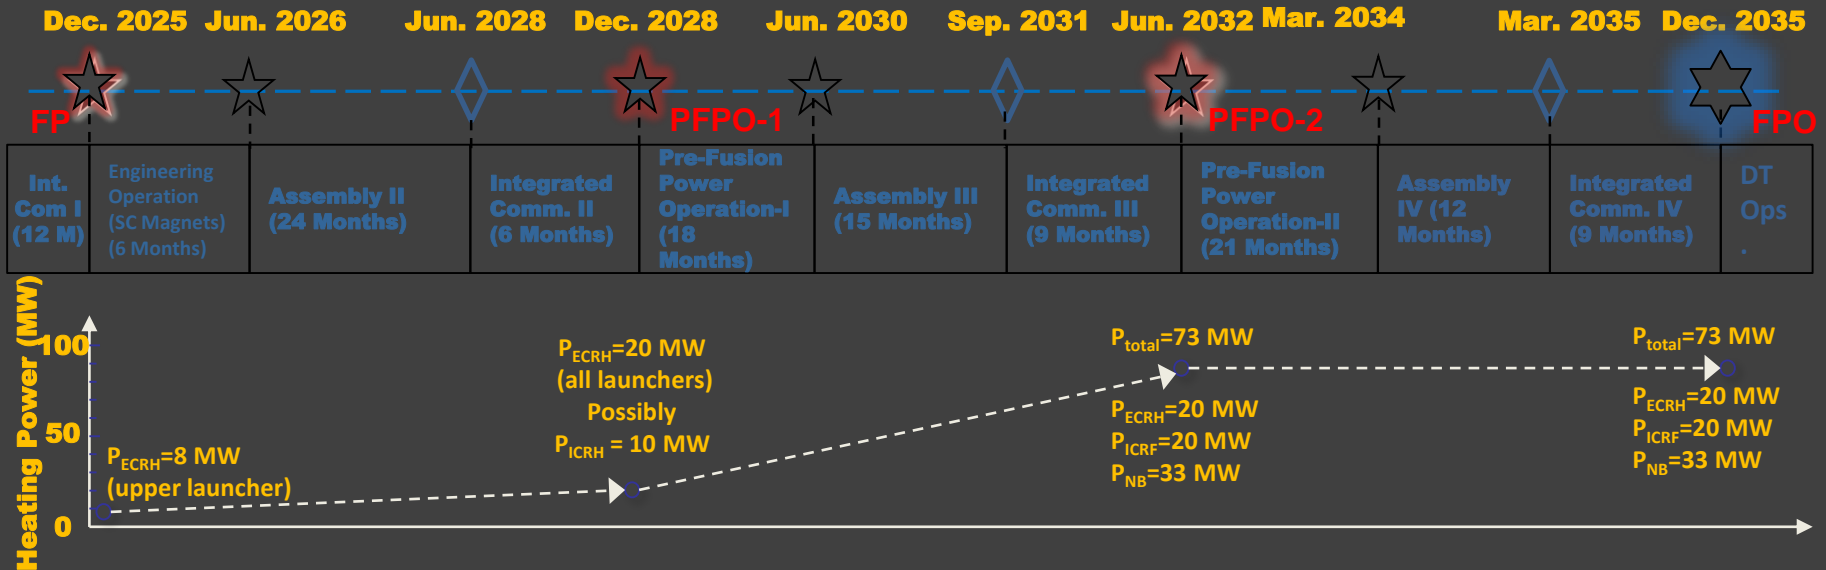 Dec. 2025
Jun. 2026
Jun. 2028
Dec. 2028
Jun. 2030
Sep. 2031
Jun. 2032
Mar. 2034
Mar. 2035
Dec. 2035
FP
PFPO-1
PFPO-2
FPO
Int.
Com I
(12 M)
Engineering
Operation
(SC Magnets)
(6 Months)
Assembly II
(24 Months)
Integrated
Comm. II
(6 Months)
Pre-Fusion
Power
Operation-I
(18
Months)
Assembly III
(15 Months)
Integrated
Comm. III
(9 Months)
Pre-Fusion
Power
Operation-II
(21 Months)
Assembly
IV (12
Months)
Integrated
Comm. IV
(9 Months)
DT
Ops
.
Heating Power (MW)
100
50
0
PECRH=8 MW
(upper launcher)
PECRH=20 MW
(all launchers)
Possibly
PICRH = 10 MW
Ptotal=73 MW
PECRH=20 MW
PICRF=20 MW
PNB=33 MW
Ptotal=73 MW
PECRH=20 MW
PICRF=20 MW
PNB=33 MW